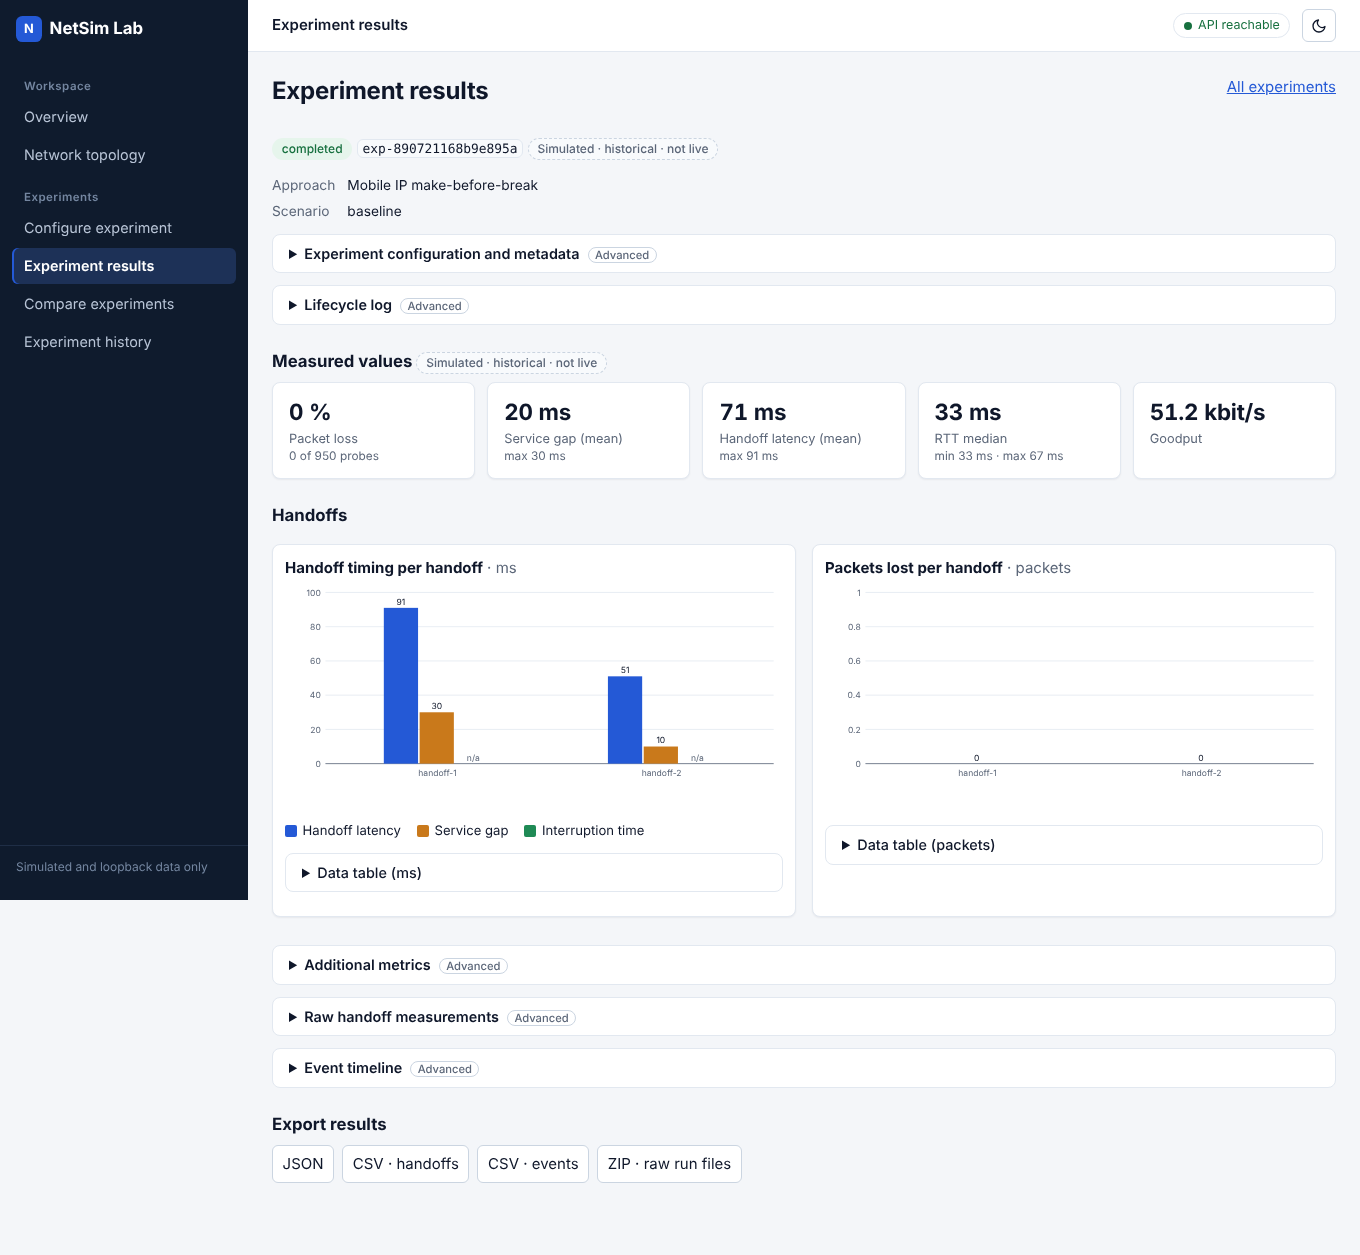 N NetSim Lab
Workspace
Overview
Network topology
Experiments
Configure experiment
Experiment results
Compare experiments
Experiment history
Simulated and loopback data only
Experiment results
API reachable
Experiment results
All experiments
completed exp-890721168b9e895a Simulated · historical · not live
Approach Mobile IP make-before-break
Scenario baseline
Experiment configuration and metadata Advanced
Lifecycle log Advanced
Measured values Simulated · historical · not live
0 %
Packet loss
0 of 950 probes
20 ms
Service gap (mean)
max 30 ms
71 ms
Handoff latency (mean)
max 91 ms
33 ms
RTT median
min 33 ms · max 67 ms
51.2 kbit/s
Goodput
Handoffs
Handoff timing per handoff · ms
100
80
60
40
20
0
91
30
n/a
51
10
n/a
handoff-1
handoff-2
Handoff latency Service gap Interruption time
Data table (ms)
Packets lost per handoff · packets
1
0.8
0.6
0.4
0.2
0
0
0
handoff-1
handoff-2
Data table (packets)
Additional metrics Advanced
Raw handoff measurements Advanced
Event timeline Advanced
Export results
JSON
CSV · handoffs
CSV · events
ZIP · raw run files